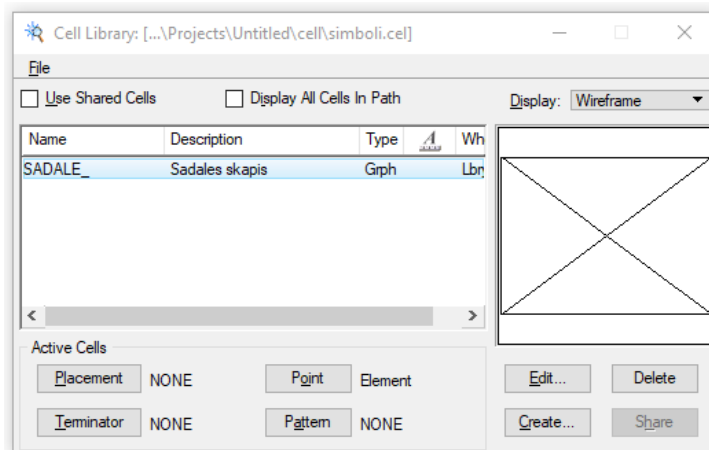 Cell Library: [...\Projects\Untitled\cell\simboli.cel]
File
Use Shared Cells Display All Cells In Path Display: Wireframe
Name Description Type A Wh
SADALE_ Sadales skapis Grph Lbry
Active Cells
Placement NONE Point Element Edit... Delete
Terminator NONE Pattern NONE Create... Share